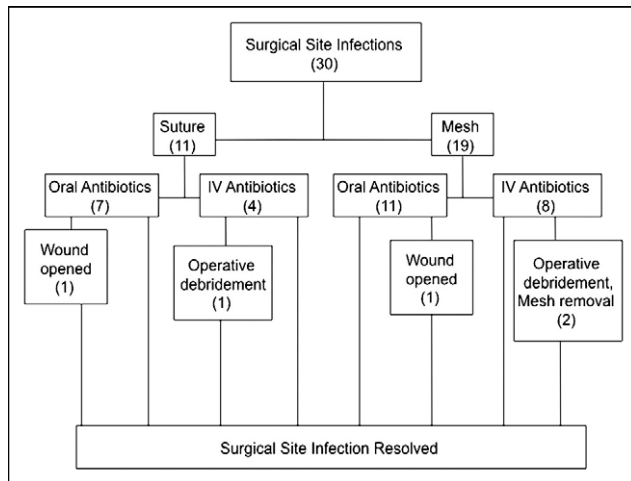 Surgical Site Infections
(30)
Suture
(11)
Mesh
(19)
Oral Antibiotics
(7)
IV Antibiotics
(4)
Oral Antibiotics
(11)
IV Antibiotics
(8)
Wound
opened
(1)
Operative
debridement
(1)
Wound
opened
(1)
Operative
debridement,
Mesh removal
(2)
Surgical Site Infection Resolved